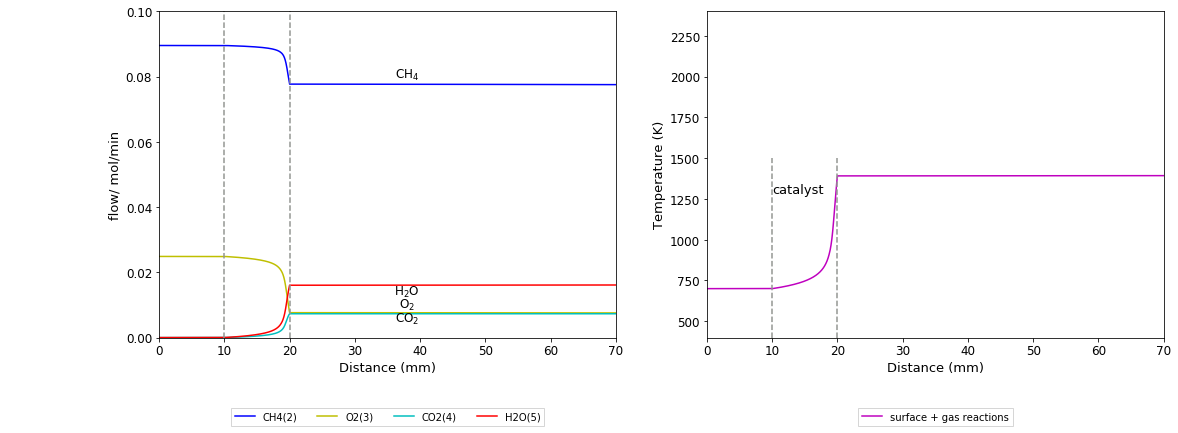 0.10
0.08
0.06
0.04
0.02
0.00
flow/ mol/min
CH₄
H₂O
O₂
CO₂
0 10 20 30 40 50 60 70
Distance (mm)
CH4(2) O2(3) CO2(4) H2O(5)
2250
2000
1750
1500
1250
1000
750
500
Temperature (K)
catalyst
0 10 20 30 40 50 60 70
Distance (mm)
surface + gas reactions